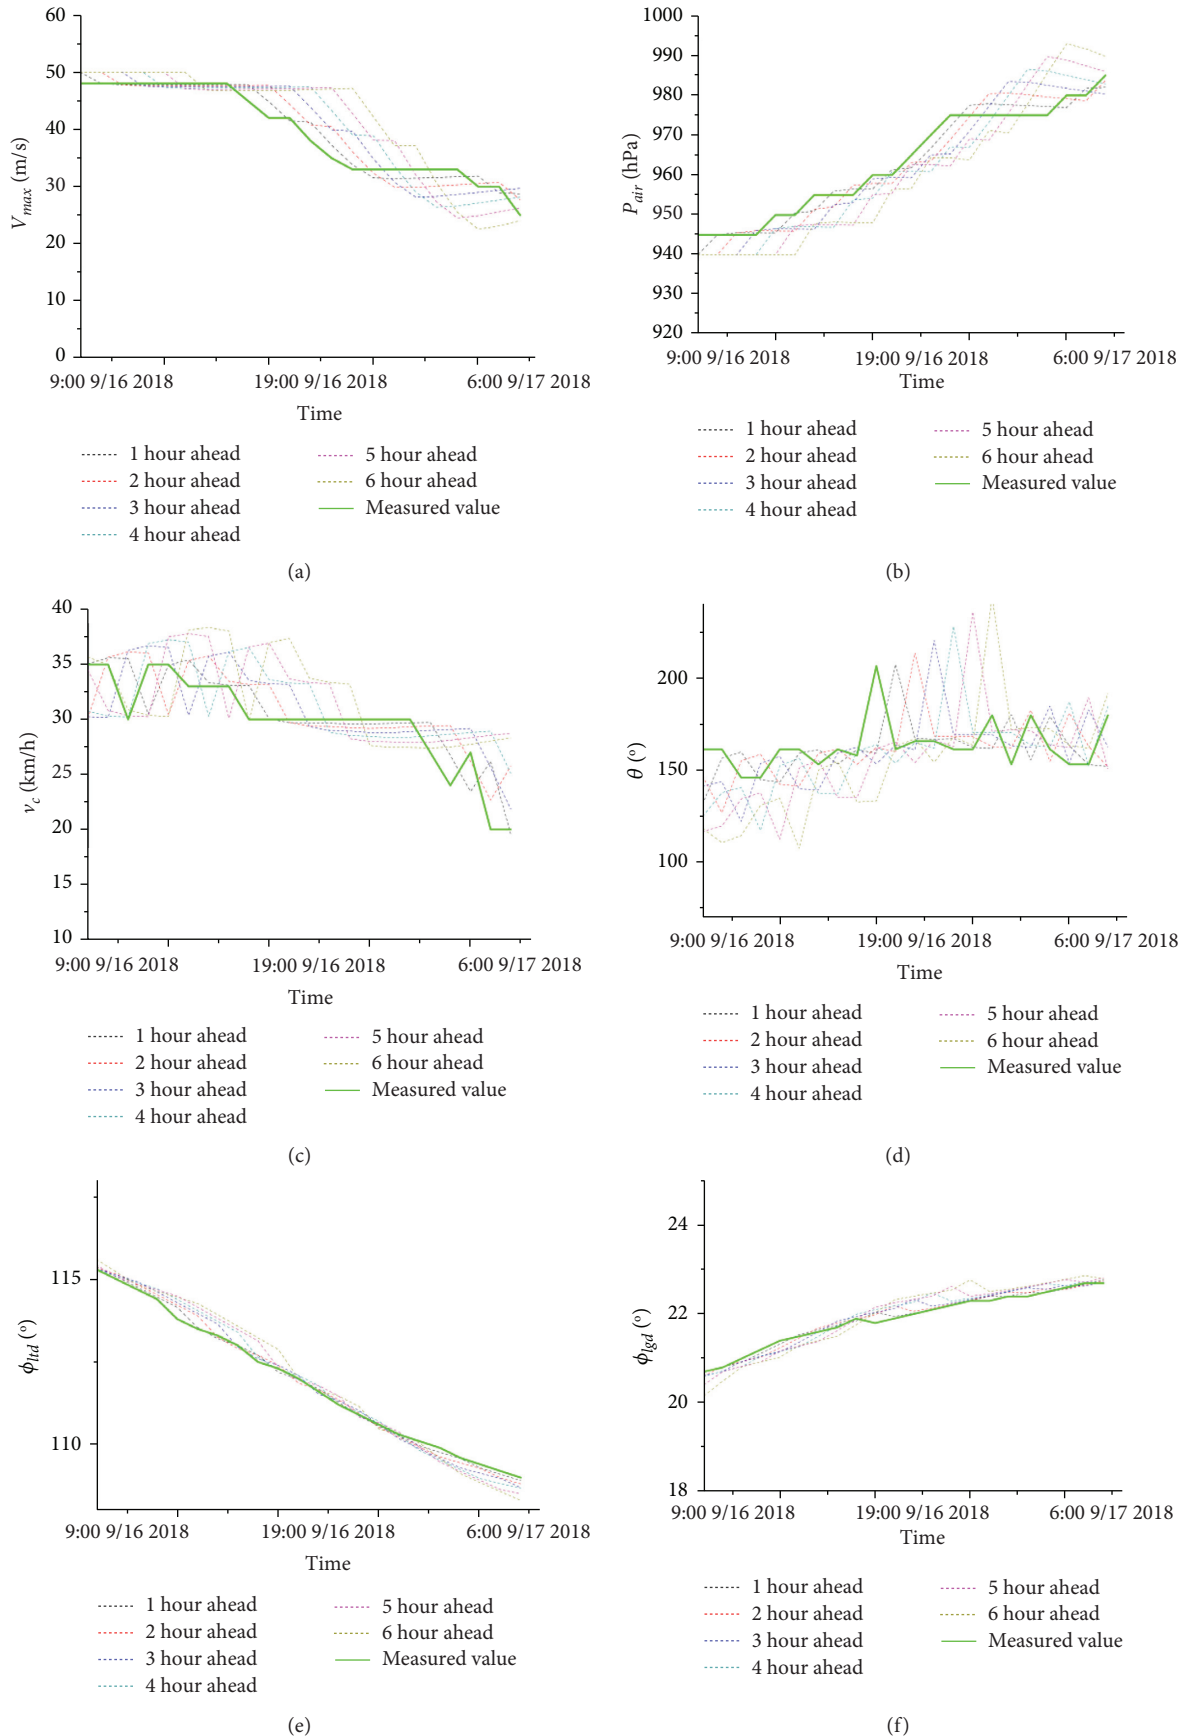 60
50
40
30
20
10
0
V_max (m/s)
9:00 9/16 2018
19:00 9/16 2018
6:00 9/17 2018
Time
1 hour ahead
2 hour ahead
3 hour ahead
4 hour ahead
5 hour ahead
6 hour ahead
Measured value
(a)
1000
990
980
970
960
950
940
930
920
P_air (hPa)
9:00 9/16 2018
19:00 9/16 2018
6:00 9/17 2018
Time
1 hour ahead
2 hour ahead
3 hour ahead
4 hour ahead
5 hour ahead
6 hour ahead
Measured value
(b)
40
35
30
25
20
15
10
v_c (km/h)
9:00 9/16 2018
19:00 9/16 2018
6:00 9/17 2018
Time
1 hour ahead
2 hour ahead
3 hour ahead
4 hour ahead
5 hour ahead
6 hour ahead
Measured value
(c)
200
150
100
θ (°)
9:00 9/16 2018
19:00 9/16 2018
6:00 9/17 2018
Time
1 hour ahead
2 hour ahead
3 hour ahead
4 hour ahead
5 hour ahead
6 hour ahead
Measured value
(d)
115
110
ϕ_ltd (°)
9:00 9/16 2018
19:00 9/16 2018
6:00 9/17 2018
Time
1 hour ahead
2 hour ahead
3 hour ahead
4 hour ahead
5 hour ahead
6 hour ahead
Measured value
(e)
24
22
20
18
ϕ_lgd (°)
9:00 9/16 2018
19:00 9/16 2018
6:00 9/17 2018
Time
1 hour ahead
2 hour ahead
3 hour ahead
4 hour ahead
5 hour ahead
6 hour ahead
Measured value
(f)